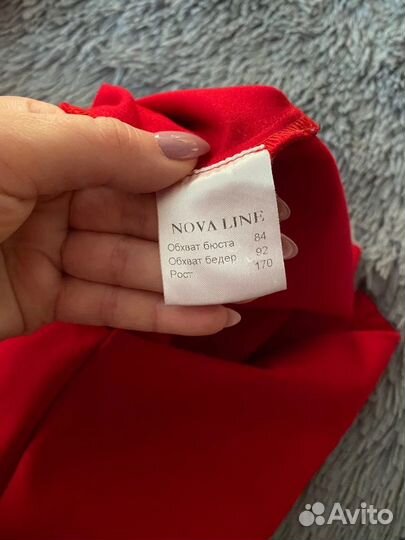 NOVA LINE
Обхват бюста 84
Обхват бедер 92
Рост 170
Avito